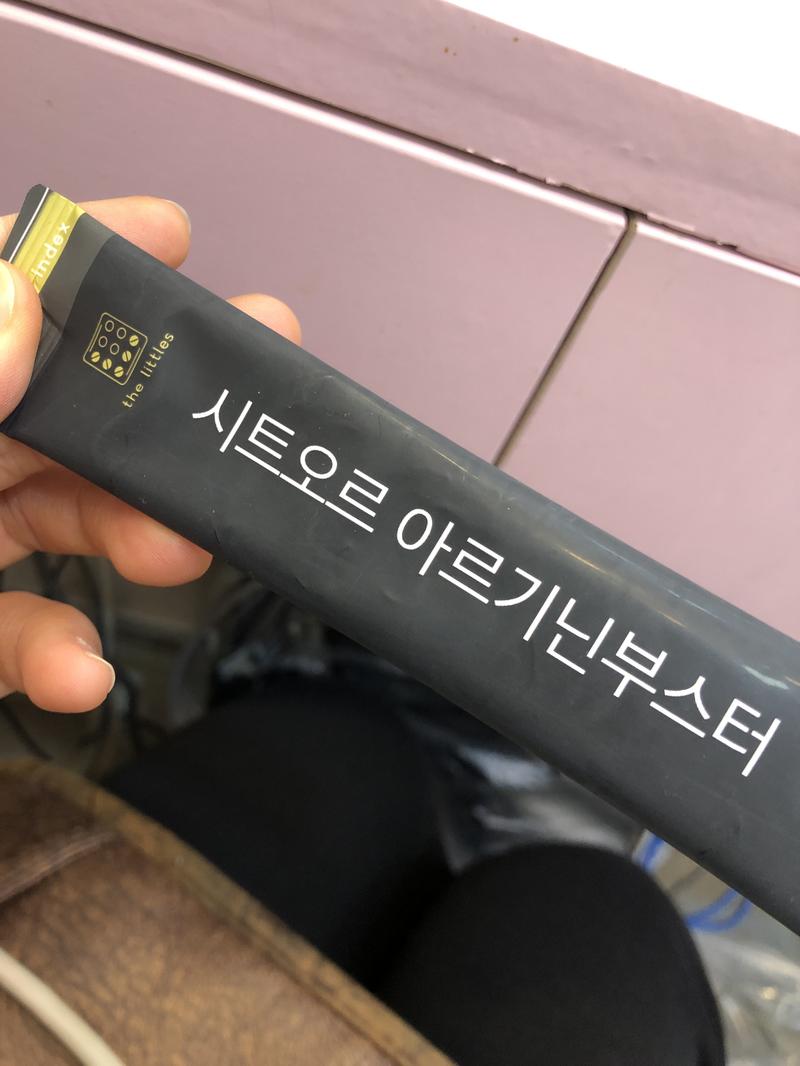 Index
the littles
시트오르 아르기닌부스터